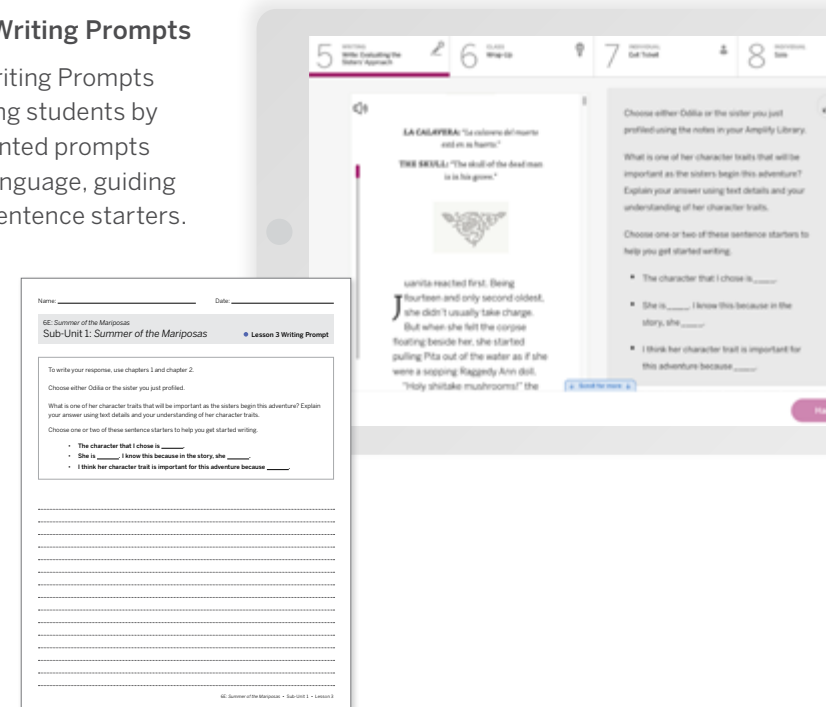 Writing Prompts
riting Prompts
ng students by
nted prompts
nguage, guiding
entence starters.
5 WRITING
Write: Evaluating the
Sisters' Approach
6 CLASS
Wrap-Up
7 INDIVIDUAL
Exit Ticket
8 INDIVIDUAL
Solo
LA CALAVERA: "La calavera del muerto
está en su huerto."
THE SKULL: "The skull of the dead man
is in his grove."
Juanita reacted first. Being
fourteen and only second oldest,
she didn't usually take charge.
But when she felt the corpse
floating beside her, she started
pulling Pita out of the water as if she
were a sopping Raggedy Ann doll.
"Holy shiitake mushrooms!" the
Scroll for more
Choose either Odilia or the sister you just
profiled using the notes in your Amplify Library.
What is one of her character traits that will be
important as the sisters begin this adventure?
Explain your answer using text details and your
understanding of her character traits.
Choose one or two of these sentence starters to
help you get started writing.
• The character that I chose is_____.
• She is_____. I know this because in the
story, she_____.
• I think her character trait is important for
this adventure because_____.
Ha
Name: Date:
6E: Summer of the Mariposas
Sub-Unit 1: Summer of the Mariposas • Lesson 3 Writing Prompt
To write your response, use chapters 1 and chapter 2.
Choose either Odilia or the sister you just profiled.
What is one of her character traits that will be important as the sisters begin this adventure? Explain
your answer using text details and your understanding of her character traits.
Choose one or two of these sentence starters to help you get started writing.
• The character that I chose is ______.
• She is ______. I know this because in the story, she ______.
• I think her character trait is important for this adventure because ______.
6E: Summer of the Mariposas • Sub-Unit 1 • Lesson 3